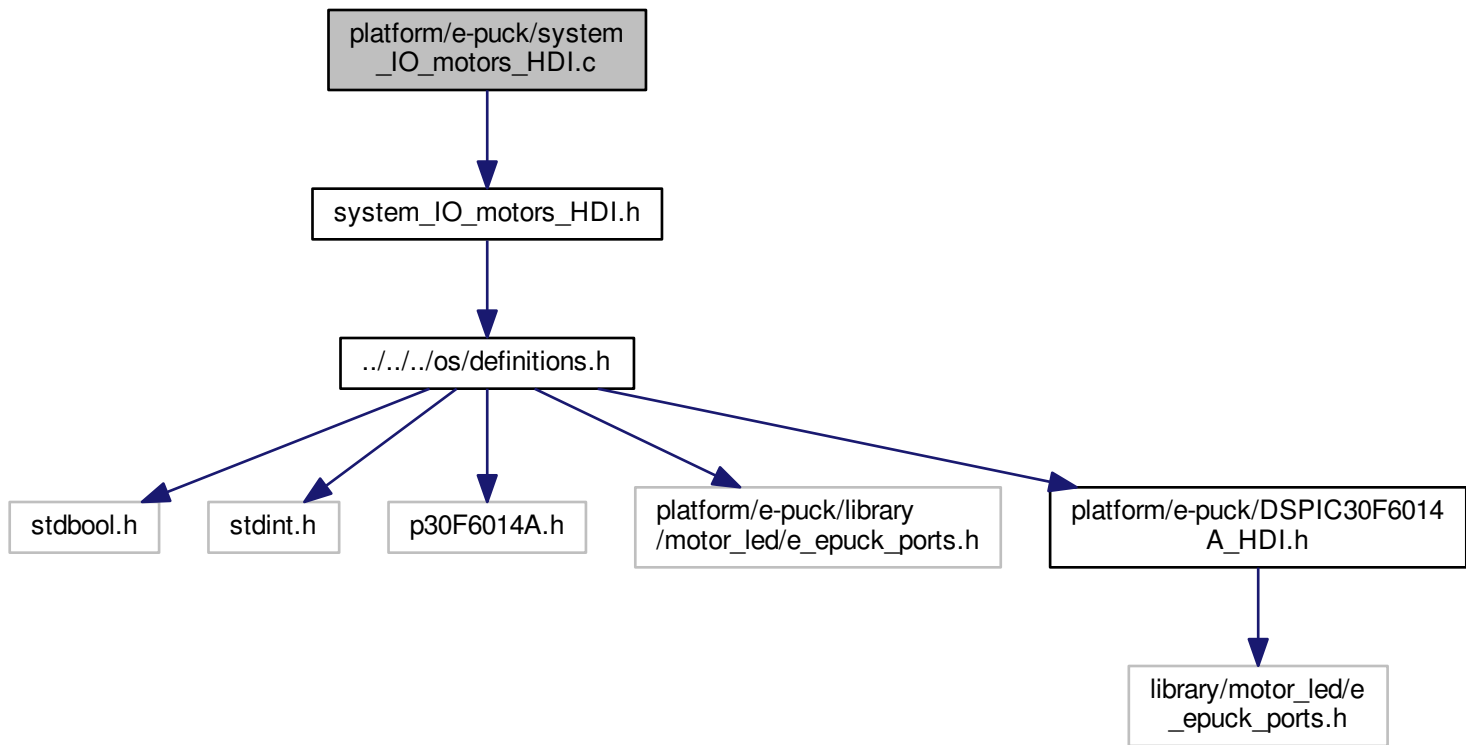 platform/e-puck/system
_IO_motors_HDI.c
system_IO_motors_HDI.h
../../../os/definitions.h
stdbool.h
stdint.h
p30F6014A.h
platform/e-puck/library
/motor_led/e_epuck_ports.h
platform/e-puck/DSPIC30F6014
A_HDI.h
library/motor_led/e
_epuck_ports.h